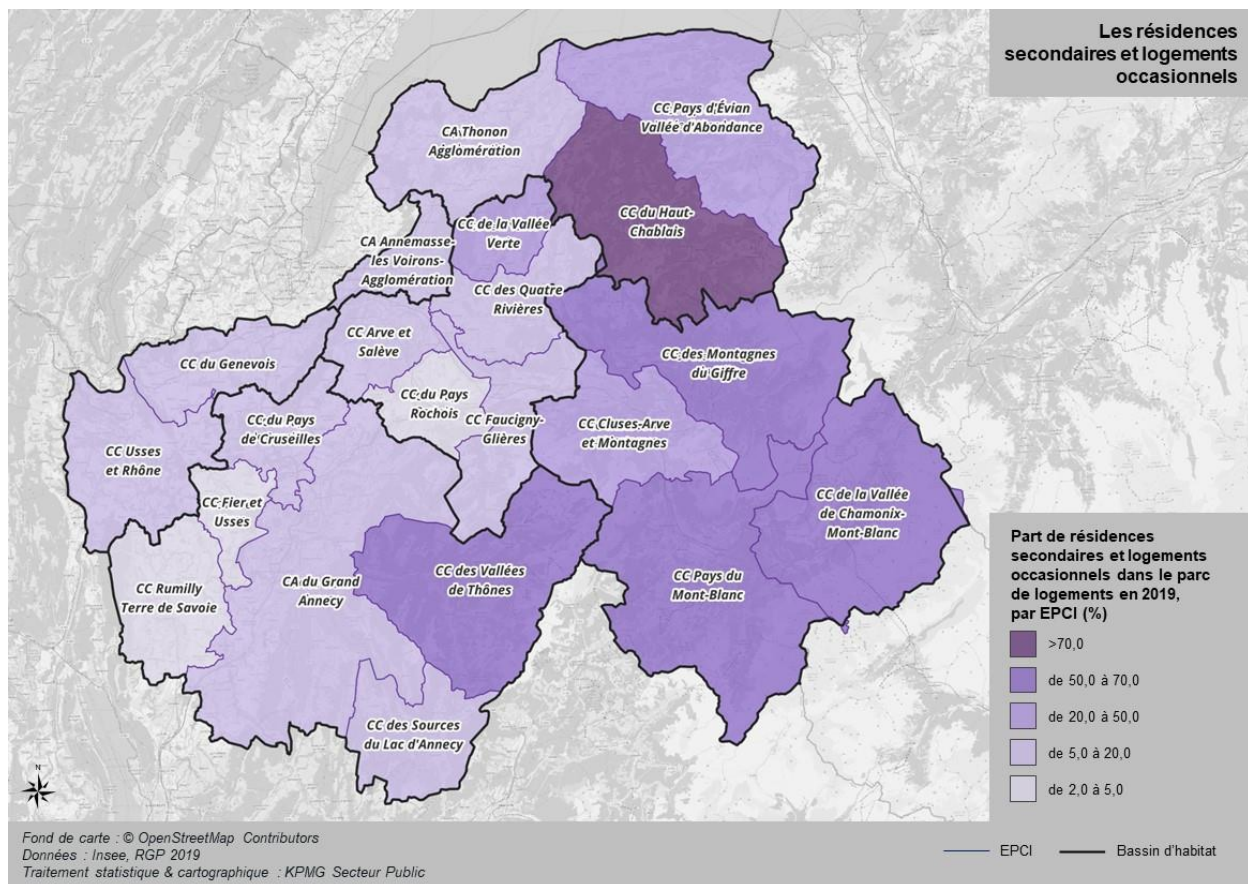 Les résidences
secondaires et logements
occasionnels
CC Pays d'Évian
Vallée d'Abondance
CA Thonon
Agglomération
CC du Haut-
Chablais
CC de la Vallée
Verte
CA Annemasse-
les Voirons-
Agglomération
CC des Quatre
Rivières
CC Arve et
Salève
CC du Genevois
CC des Montagnes
du Giffre
CC du Pays
Rochois
CC Faucigny-
Glières
CC Cluses-Arve
et Montagnes
CC du Pays
de Cruseilles
CC Usses
et Rhône
CC Fier et
Usses
CC de la Vallée
de Chamonix-
Mont-Blanc
CC Rumilly
Terre de Savoie
CA du Grand
Annecy
CC des Vallées
de Thônes
CC Pays du
Mont-Blanc
CC des Sources
du Lac d'Annecy
Part de résidences
secondaires et logements
occasionnels dans le parc
de logements en 2019,
par EPCI (%)
>70,0
de 50,0 à 70,0
de 20,0 à 50,0
de 5,0 à 20,0
de 2,0 à 5,0
N
Fond de carte : © OpenStreetMap Contributors
Données : Insee, RGP 2019
Traitement statistique & cartographique : KPMG Secteur Public
EPCI
Bassin d'habitat